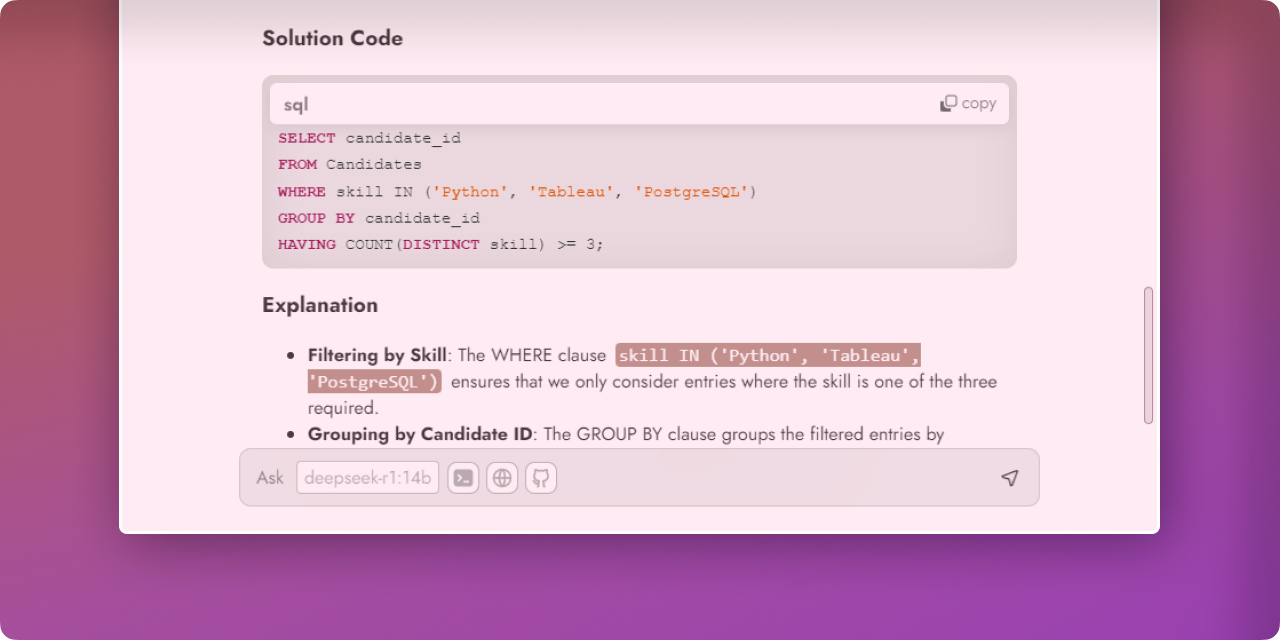 Solution Code
sql
copy
SELECT candidate_id
FROM Candidates
WHERE skill IN ('Python', 'Tableau', 'PostgreSQL')
GROUP BY candidate_id
HAVING COUNT(DISTINCT skill) >= 3;
Explanation
• Filtering by Skill: The WHERE clause skill IN ('Python', 'Tableau',
'PostgreSQL') ensures that we only consider entries where the skill is one of the three
required.
• Grouping by Candidate ID: The GROUP BY clause groups the filtered entries by
Ask deepseek-r1:14b